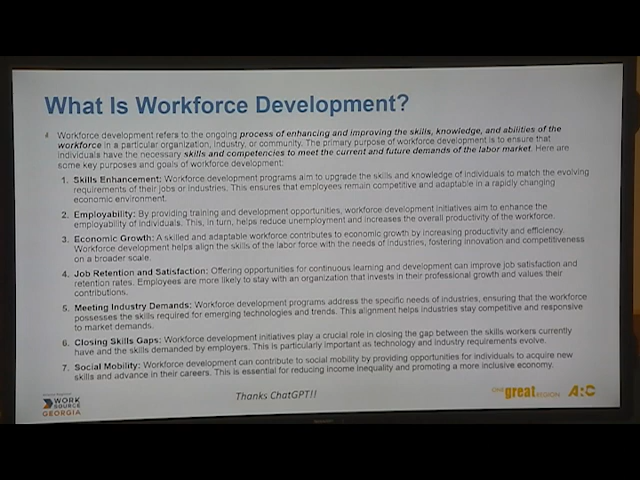 What Is Workforce Development?
Workforce development refers to the ongoing process of enhancing and improving the skills, knowledge, and abilities of the
workforce in a particular organization, industry, or community. The primary purpose of workforce development is to ensure that
individuals have the necessary skills and competencies to meet the current and future demands of the labor market. Here are
some key purposes and goals of workforce development:
1. Skills Enhancement: Workforce development programs aim to upgrade the skills and knowledge of individuals to match the evolving
requirements of their jobs or industries. This ensures that employees remain competitive and adaptable in a rapidly changing
economic environment.
2. Employability: By providing training and development opportunities, workforce development initiatives aim to enhance the
employability of individuals. This, in turn, helps reduce unemployment and increases the overall productivity of the workforce.
3. Economic Growth: A skilled and adaptable workforce contributes to economic growth by increasing productivity and efficiency.
Workforce development helps align the skills of the labor force with the needs of industries, fostering innovation and competitiveness
on a broader scale.
4. Job Retention and Satisfaction: Offering opportunities for continuous learning and development can improve job satisfaction and
retention rates. Employees are more likely to stay with an organization that invests in their professional growth and values their
contributions.
5. Meeting Industry Demands: Workforce development programs address the specific needs of industries, ensuring that the workforce
possesses the skills required for emerging technologies and trends. This alignment helps industries stay competitive and responsive
to market demands.
6. Closing Skills Gaps: Workforce development initiatives play a crucial role in closing the gap between the skills workers currently
have and the skills demanded by employers. This is particularly important as technology and industry requirements evolve.
7. Social Mobility: Workforce development can contribute to social mobility by providing opportunities for individuals to acquire new
skills and advance in their careers. This is essential for reducing income inequality and promoting a more inclusive economy.
Thanks ChatGPT!!
WORK
SOURCE
GEORGIA
ONE great REGION
ARC